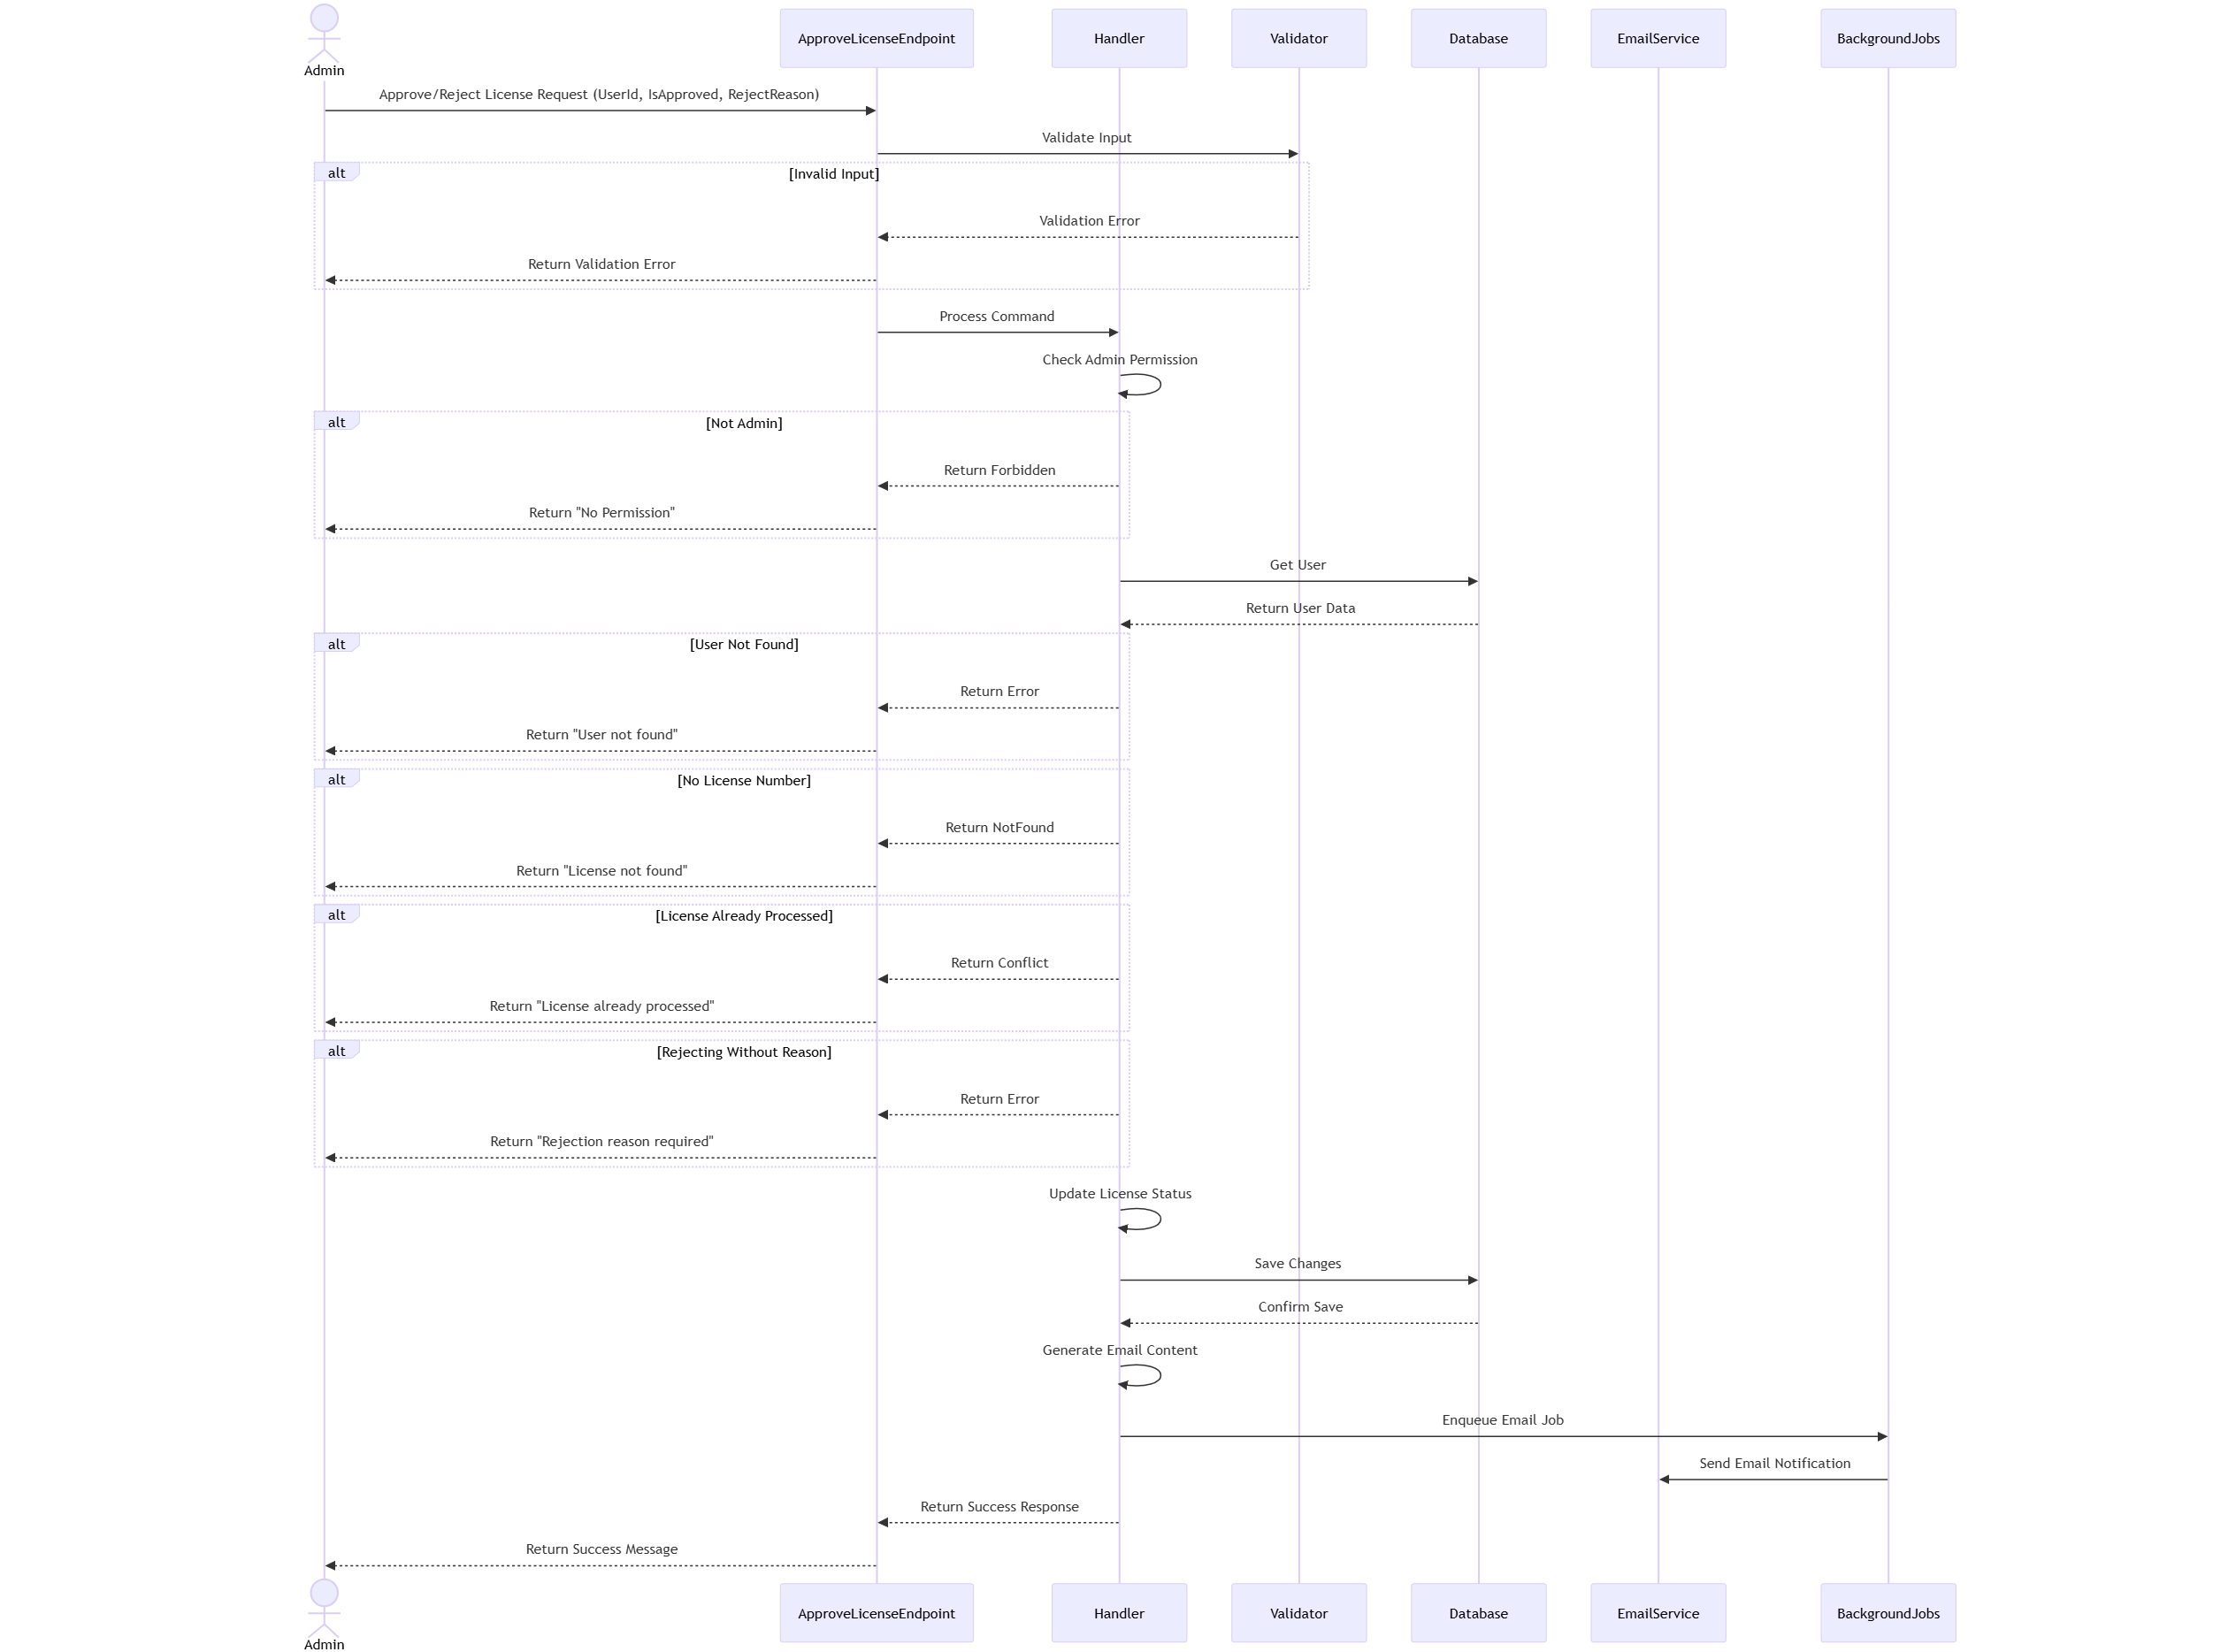 Admin
ApproveLicenseEndpoint
Handler
Validator
Database
EmailService
BackgroundJobs
Approve/Reject License Request (UserId, IsApproved, RejectReason)
Validate Input
alt
[Invalid Input]
Validation Error
Return Validation Error
Process Command
Check Admin Permission
alt
[Not Admin]
Return Forbidden
Return "No Permission"
Get User
Return User Data
alt
[User Not Found]
Return Error
Return "User not found"
alt
[No License Number]
Return NotFound
Return "License not found"
alt
[License Already Processed]
Return Conflict
Return "License already processed"
alt
[Rejecting Without Reason]
Return Error
Return "Rejection reason required"
Update License Status
Save Changes
Confirm Save
Generate Email Content
Enqueue Email Job
Send Email Notification
Return Success Response
Return Success Message
Admin
ApproveLicenseEndpoint
Handler
Validator
Database
EmailService
BackgroundJobs